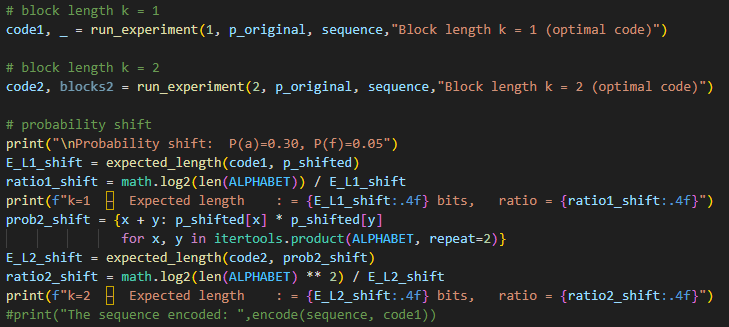 # block length k = 1
code1, _ = run_experiment(1, p_original, sequence,"Block length k = 1 (optimal code)")

# block length k = 2
code2, blocks2 = run_experiment(2, p_original, sequence,"Block length k = 2 (optimal code)")

# probability shift
print("\nProbability shift:  P(a)=0.30, P(f)=0.05")
E_L1_shift = expected_length(code1, p_shifted)
ratio1_shift = math.log2(len(ALPHABET)) / E_L1_shift
print(f"k=1  –  Expected length    : = {E_L1_shift:.4f} bits,   ratio = {ratio1_shift:.4f}")
prob2_shift = {x + y: p_shifted[x] * p_shifted[y]
               for x, y in itertools.product(ALPHABET, repeat=2)}
E_L2_shift = expected_length(code2, prob2_shift)
ratio2_shift = math.log2(len(ALPHABET) ** 2) / E_L2_shift
print(f"k=2  –  Expected length    : = {E_L2_shift:.4f} bits,   ratio = {ratio2_shift:.4f}")
#print("The sequence encoded: ",encode(sequence, code1))